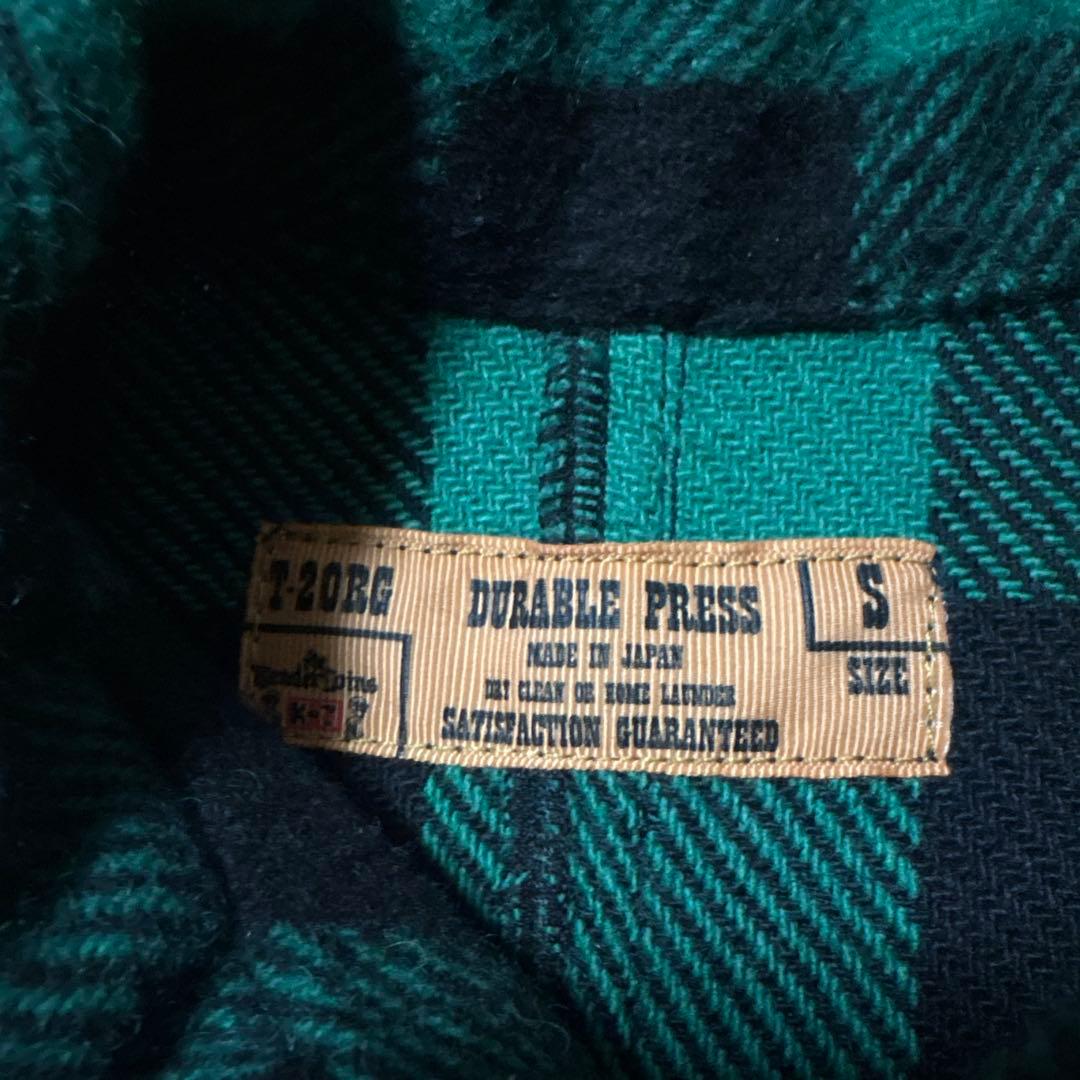 T-20RG
DURABLE PRESS
S
SIZE
MADE IN JAPAN
DRY CLEAN OR HOME LAUNDER
SATISFACTION GUARANTEED